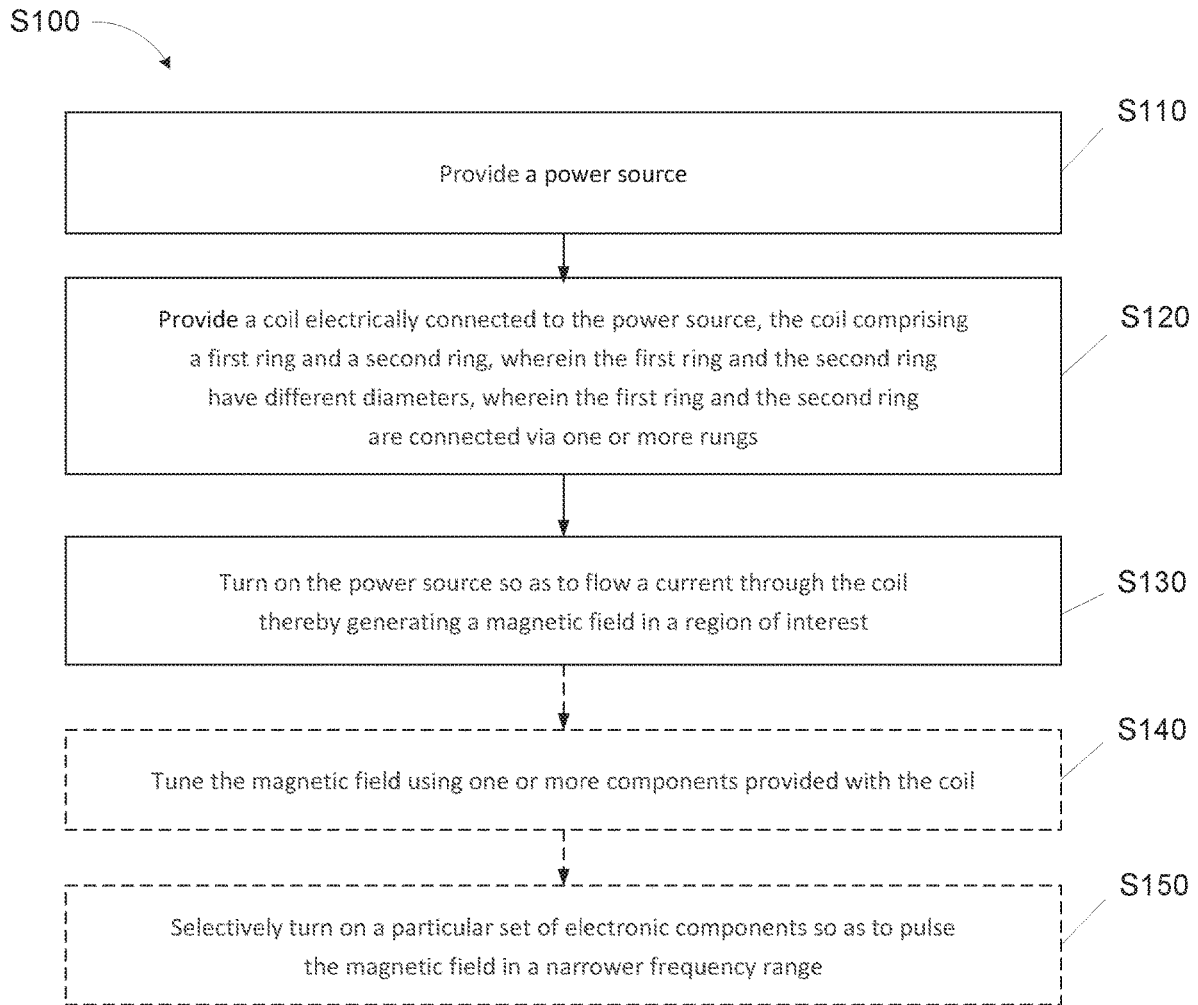 S100
S110
Provide a power source
S120
Provide a coil electrically connected to the power source, the coil comprising
a first ring and a second ring, wherein the first ring and the second ring
have different diameters, wherein the first ring and the second ring
are connected via one or more rungs
S130
Turn on the power source so as to flow a current through the coil
thereby generating a magnetic field in a region of interest
S140
Tune the magnetic field using one or more components provided with the coil
S150
Selectively turn on a particular set of electronic components so as to pulse
the magnetic field in a narrower frequency range